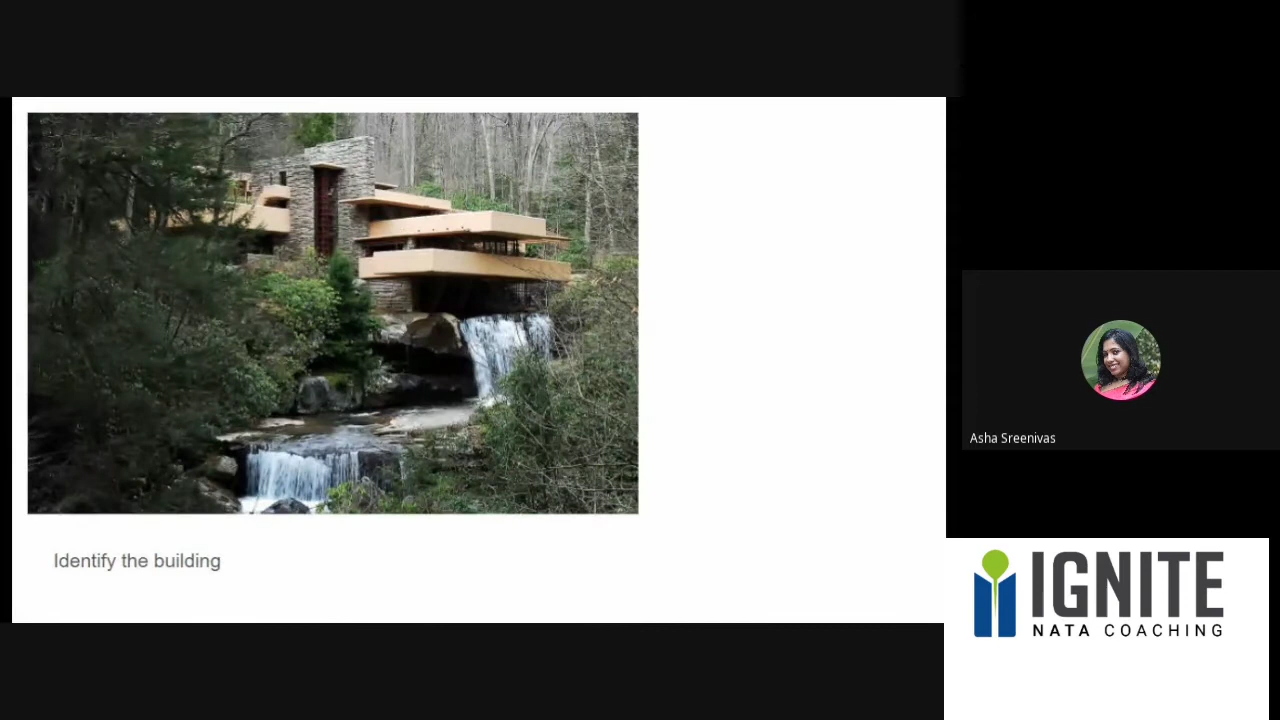 Identify the building
Asha Sreenivas
IGNITE
NATA COACHING